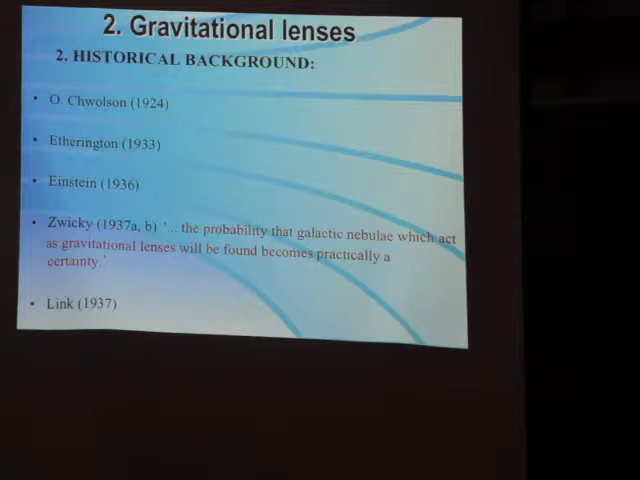 2. Gravitational lenses
2. HISTORICAL BACKGROUND:
• O. Chwolson (1924)
• Etherington (1933)
• Einstein (1936)
• Zwicky (1937a, b) '... the probability that galactic nebulae which act
as gravitational lenses will be found becomes practically a
certainty.'
• Link (1937)